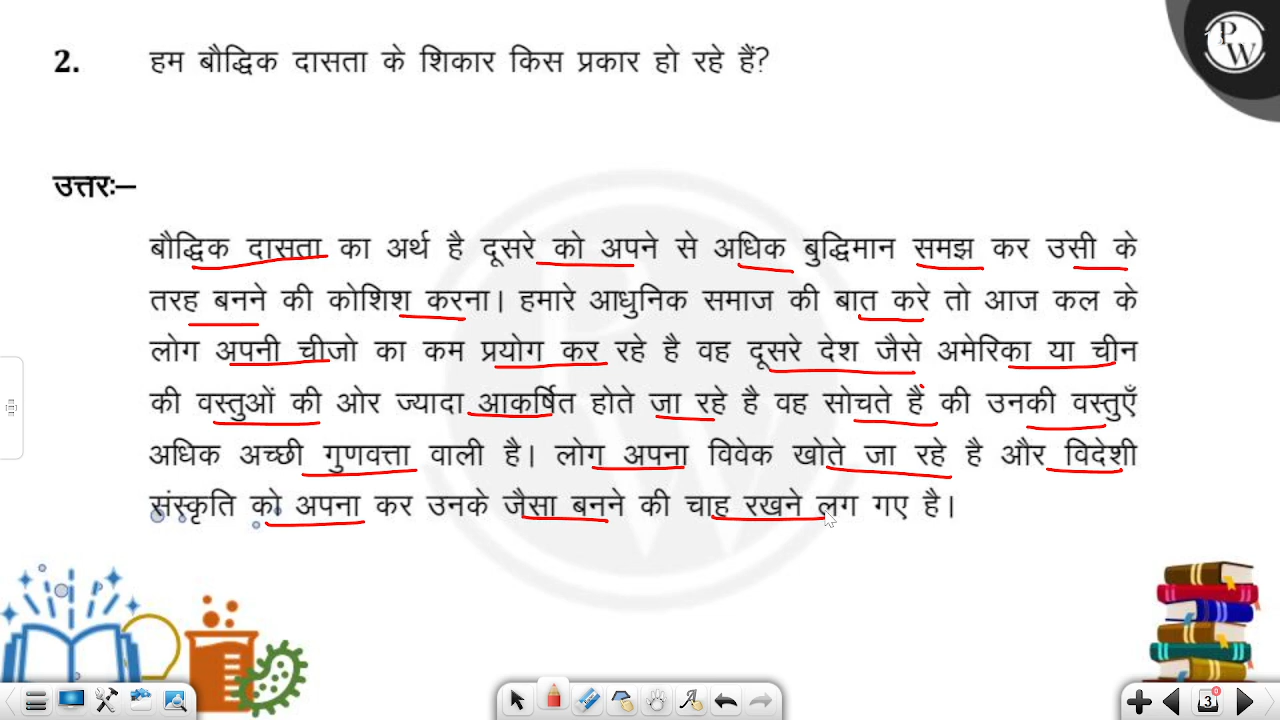 2. हम बौद्धिक दासता के शिकार किस प्रकार हो रहे हैं?
PW
उत्तरः–
बौद्धिक दासता का अर्थ है दूसरे को अपने से अधिक बुद्धिमान समझ कर उसी के
तरह बनने की कोशिश करना। हमारे आधुनिक समाज की बात करे तो आज कल के
लोग अपनी चीजो का कम प्रयोग कर रहे है वह दूसरे देश जैसे अमेरिका या चीन
की वस्तुओं की ओर ज्यादा आकर्षित होते जा रहे है वह सोचते हैं की उनकी वस्तुएँ
अधिक अच्छी गुणवत्ता वाली है। लोग अपना विवेक खोते जा रहे है और विदेशी
संस्कृति को अपना कर उनके जैसा बनने की चाह रखने लग गए है।
3